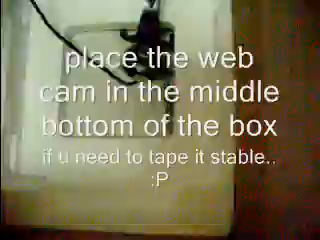 place the web
cam in the middle
bottom of the box
if u need to tape it stable..
:P